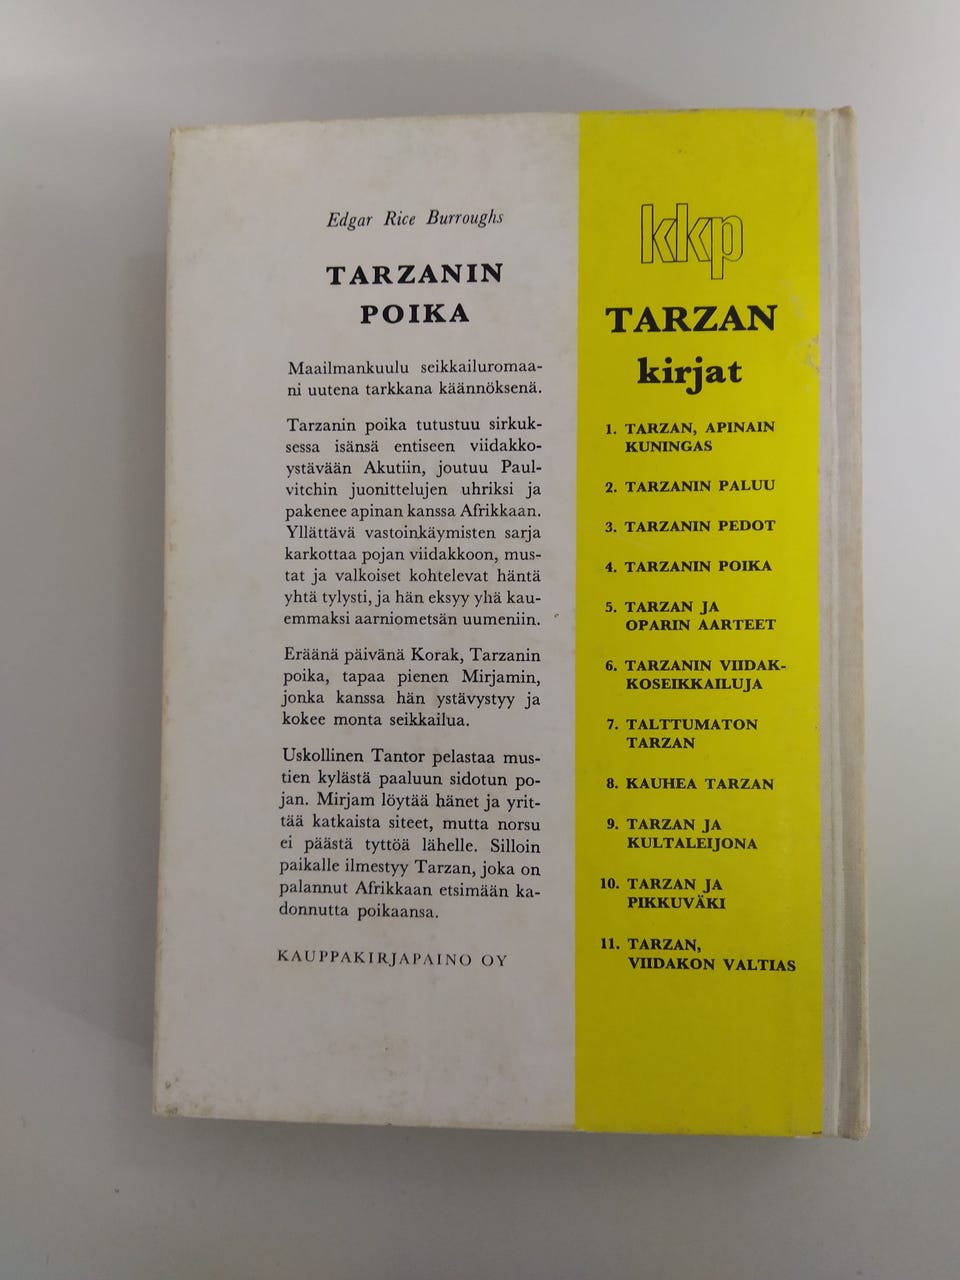 Edgar Rice Burroughs
TARZANIN
POIKA
Maailmankuulu seikkailuromaa-
ni uutena tarkkana käännöksenä.
Tarzanin poika tutustuu sirkuk-
sessa isänsä entiseen viidakko-
ystävään Akutiin, joutuu Paul-
vitchin juonittelujen uhriksi ja
pakenee apinan kanssa Afrikkaan.
Yllättävä vastoinkäymisten sarja
karkottaa pojan viidakkoon, mus-
tat ja valkoiset kohtelevat häntä
yhtä tylysti, ja hän eksyy yhä kau-
emmaksi aarniometsän uumeniin.
Eräänä päivänä Korak, Tarzanin
poika, tapaa pienen Mirjamin,
jonka kanssa hän ystävystyy ja
kokee monta seikkailua.
Uskollinen Tantor pelastaa mus-
tien kylästä paaluun sidotun po-
jan. Mirjam löytää hänet ja yrit-
tää katkaista siteet, mutta norsu
ei päästä tyttöä lähelle. Silloin
paikalle ilmestyy Tarzan, joka on
palannut Afrikkaan etsimään ka-
donnutta poikaansa.
KAUPPAKIRJAPAINO OY
kkp
TARZAN
kirjat
1. TARZAN, APINAIN
KUNINGAS
2. TARZANIN PALUU
3. TARZANIN PEDOT
4. TARZANIN POIKA
5. TARZAN JA
OPARIN AARTEET
6. TARZANIN VIIDAK-
KOSEIKKAILUJA
7. TALTTUMATON
TARZAN
8. KAUHEA TARZAN
9. TARZAN JA
KULTALEIJONA
10. TARZAN JA
PIKKUVÄKI
11. TARZAN,
VIIDAKON VALTIAS